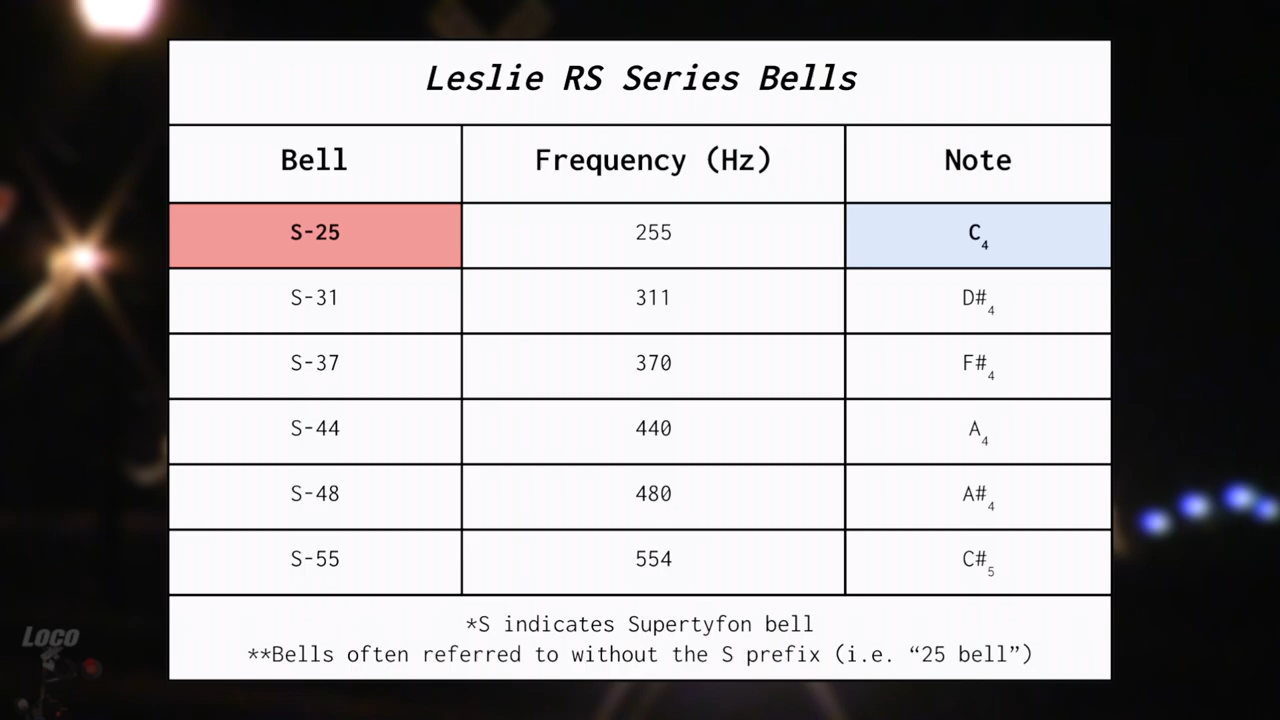 Leslie RS Series Bells
Bell Frequency (Hz) Note
S-25 255 C4
S-31 311 D#4
S-37 370 F#4
S-44 440 A4
S-48 480 A#4
S-55 554 C#5
*S indicates Supertyfon bell
**Bells often referred to without the S prefix (i.e. “25 bell”)
Loco